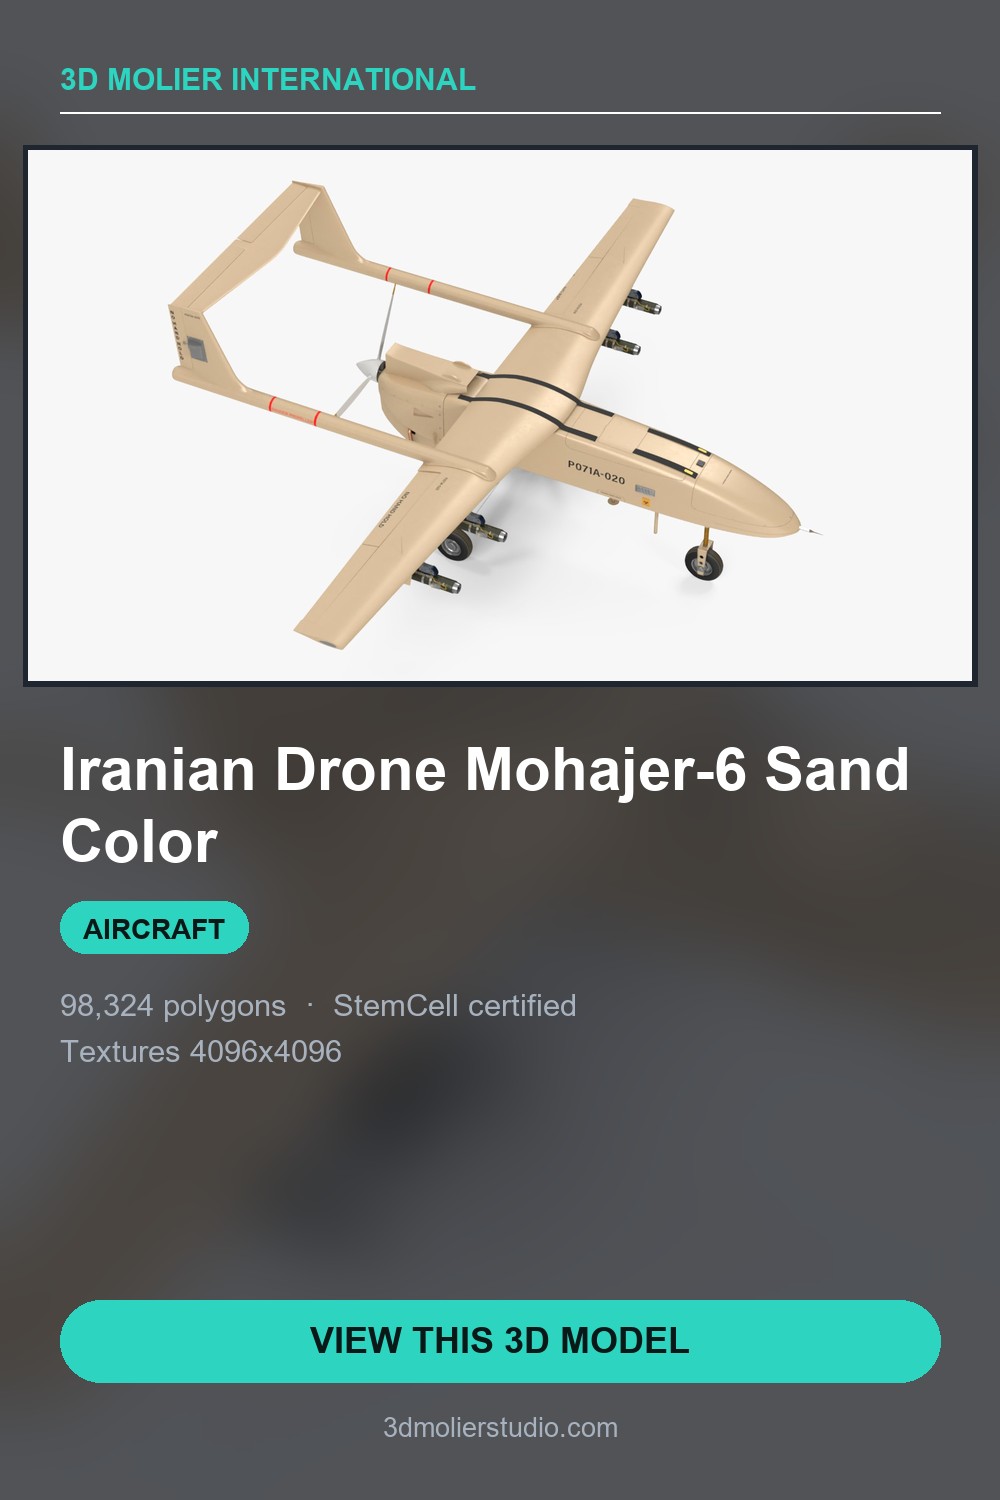 3D MOLIER INTERNATIONAL
P071A-020
Iranian Drone Mohajer-6 Sand
Color
AIRCRAFT
98,324 polygons · StemCell certified
Textures 4096x4096
VIEW THIS 3D MODEL
3dmolierstudio.com